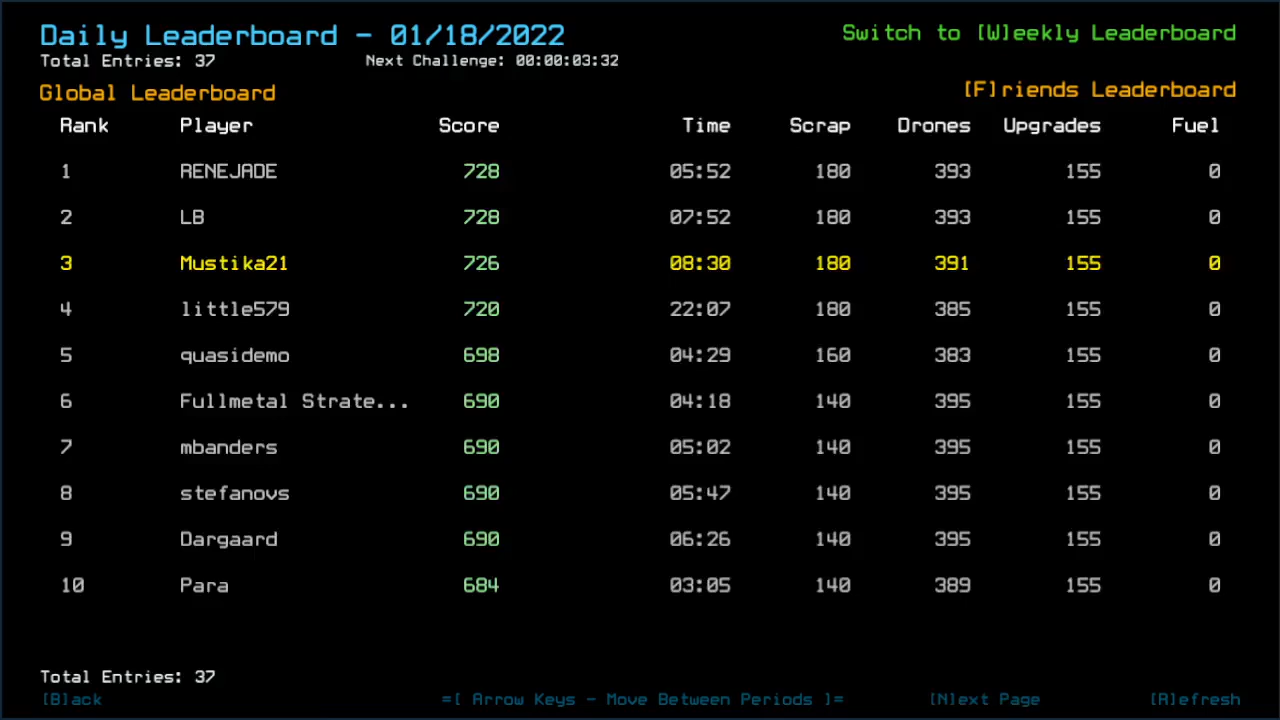 Daily Leaderboard - 01/18/2022 Switch to [W]eekly Leaderboard
Total Entries: 37 Next Challenge: 00:00:03:32
Global Leaderboard [F]riends Leaderboard
Rank Player Score Time Scrap Drones Upgrades Fuel
1 RENEJADE 728 05:52 180 393 155 0
2 LB 728 07:52 180 393 155 0
3 Mustika21 726 08:30 180 391 155 0
4 little579 720 22:07 180 385 155 0
5 quasidemo 698 04:29 160 383 155 0
6 Fullmetal Strate... 690 04:18 140 395 155 0
7 mbanders 690 05:02 140 395 155 0
8 stefanovs 690 05:47 140 395 155 0
9 Dargaard 690 06:26 140 395 155 0
10 Para 684 03:05 140 389 155 0
Total Entries: 37
[B]ack =[ Arrow Keys - Move Between Periods ]= [N]ext Page [R]efresh